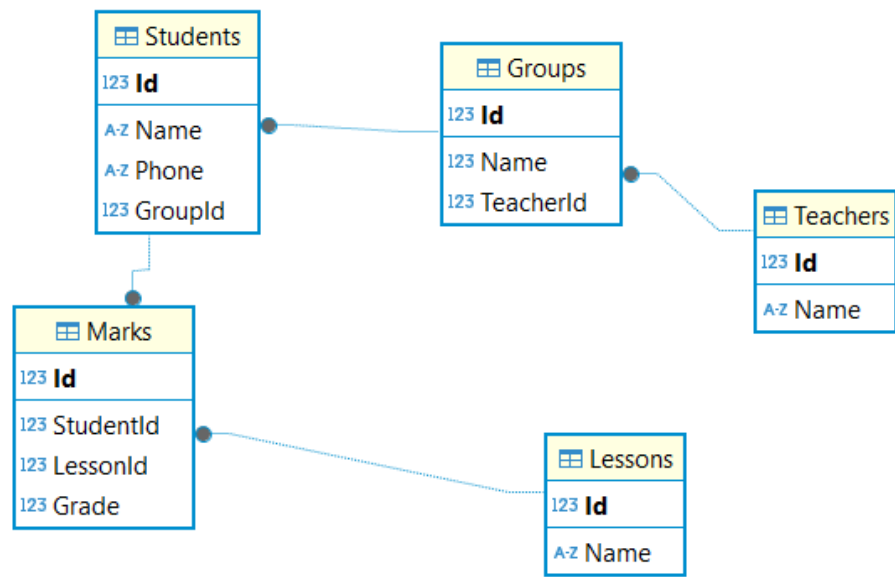 Students
123 Id
A-Z Name
A-Z Phone
123 GroupId
Groups
123 Id
123 Name
123 TeacherId
Teachers
123 Id
A-Z Name
Marks
123 Id
123 StudentId
123 LessonId
123 Grade
Lessons
123 Id
A-Z Name